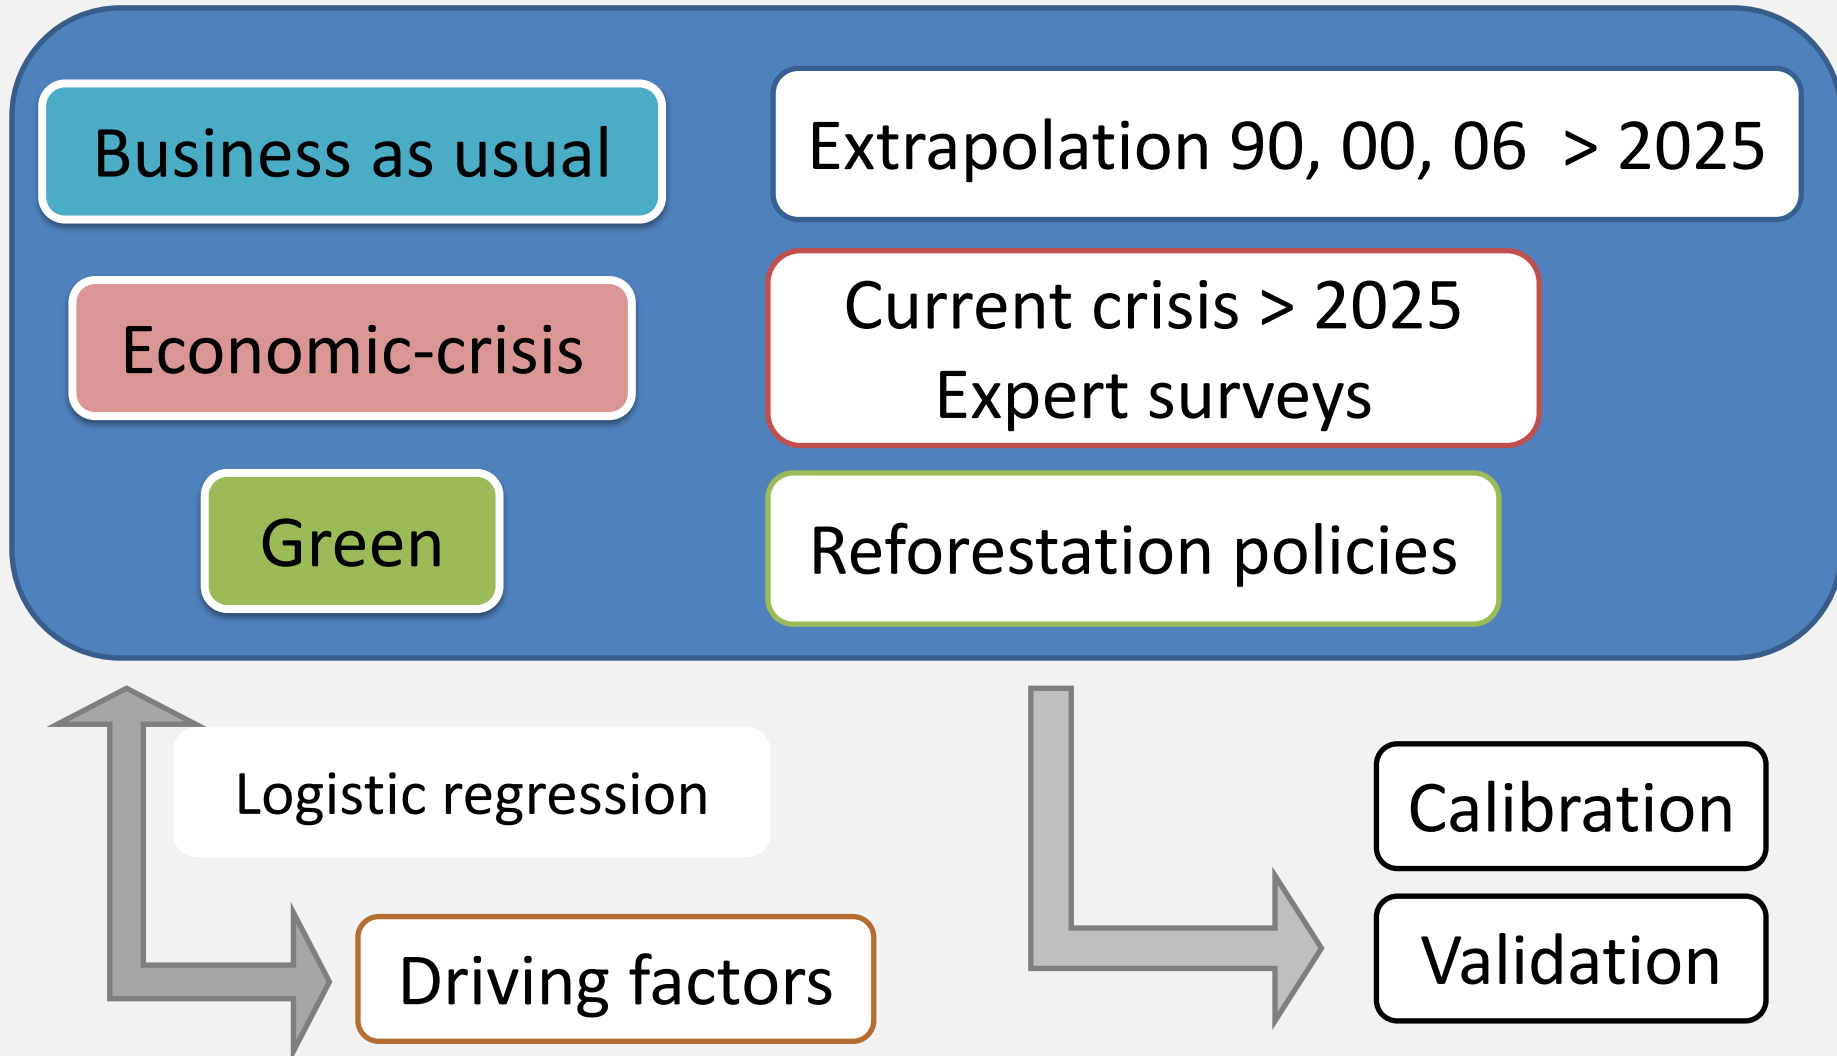 Business as usual
Extrapolation 90, 00, 06 > 2025
Economic-crisis
Current crisis > 2025
Expert surveys
Green
Reforestation policies
Logistic regression
Driving factors
Calibration
Validation